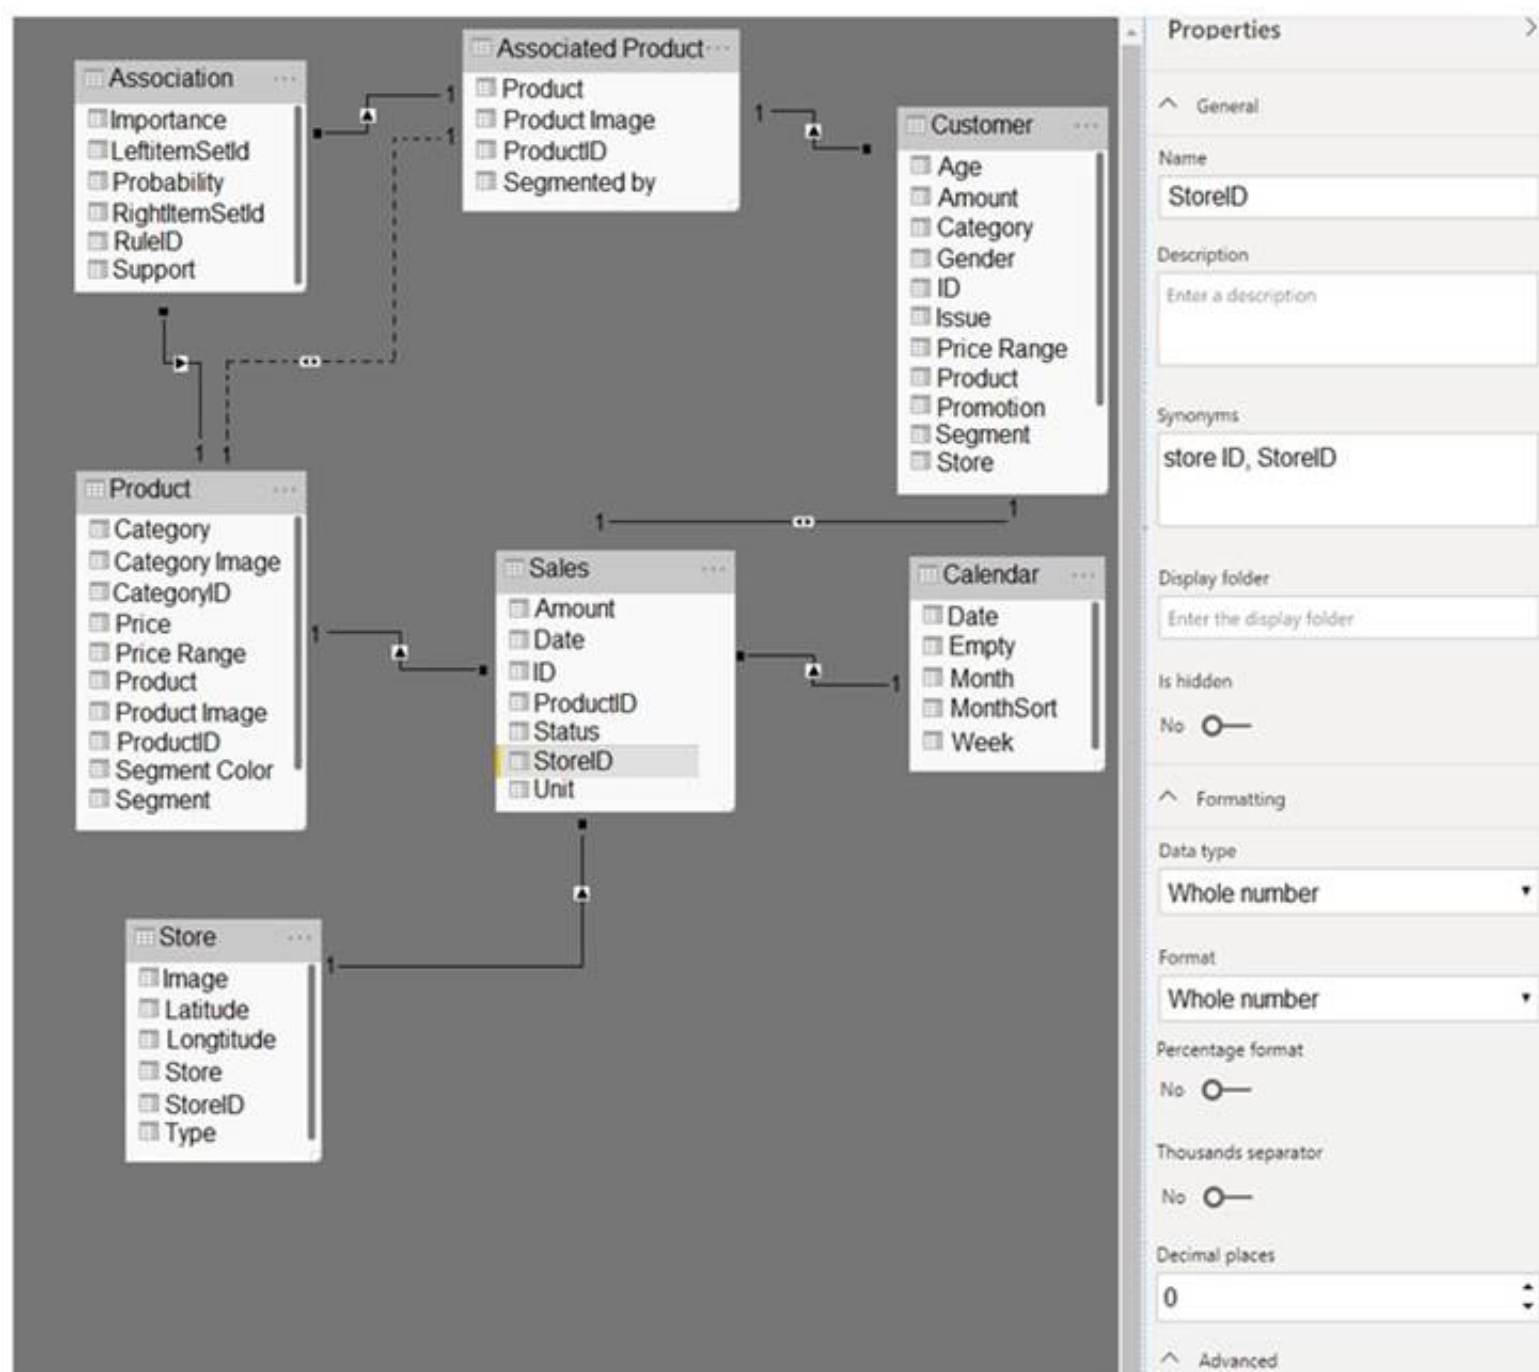 Association
Importance
LeftitemSetId
Probability
RightItemSetId
RuleID
Support
Associated Product
Product
Product Image
ProductID
Segmented by
Customer
Age
Amount
Category
Gender
ID
Issue
Price Range
Product
Promotion
Segment
Store
1
1
1
1
1
1
1
Product
Category
Category Image
CategoryID
Price
Price Range
Product
Product Image
ProductID
Segment Color
Segment
1
Sales
Amount
Date
ID
ProductID
Status
StoreID
Unit
Calendar
Date
Empty
Month
MonthSort
Week
1
Store
Image
Latitude
Longtitude
Store
StoreID
Type
1
Properties
General
Name
StoreID
Description
Enter a description
Synonyms
store ID, StoreID
Display folder
Enter the display folder
Is hidden
No
Formatting
Data type
Whole number
Format
Whole number
Percentage format
No
Thousands separator
No
Decimal places
0
Advanced